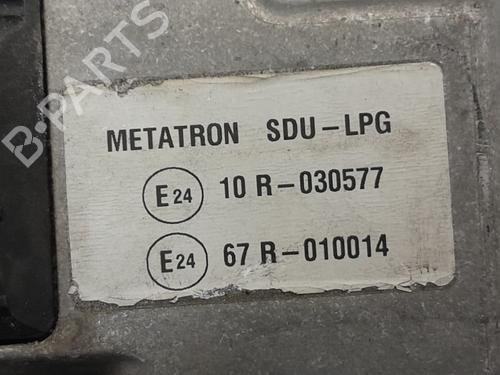 B-PARTS
METATRON SDU-LPG
E24 10 R-030577
E24 67 R-010014